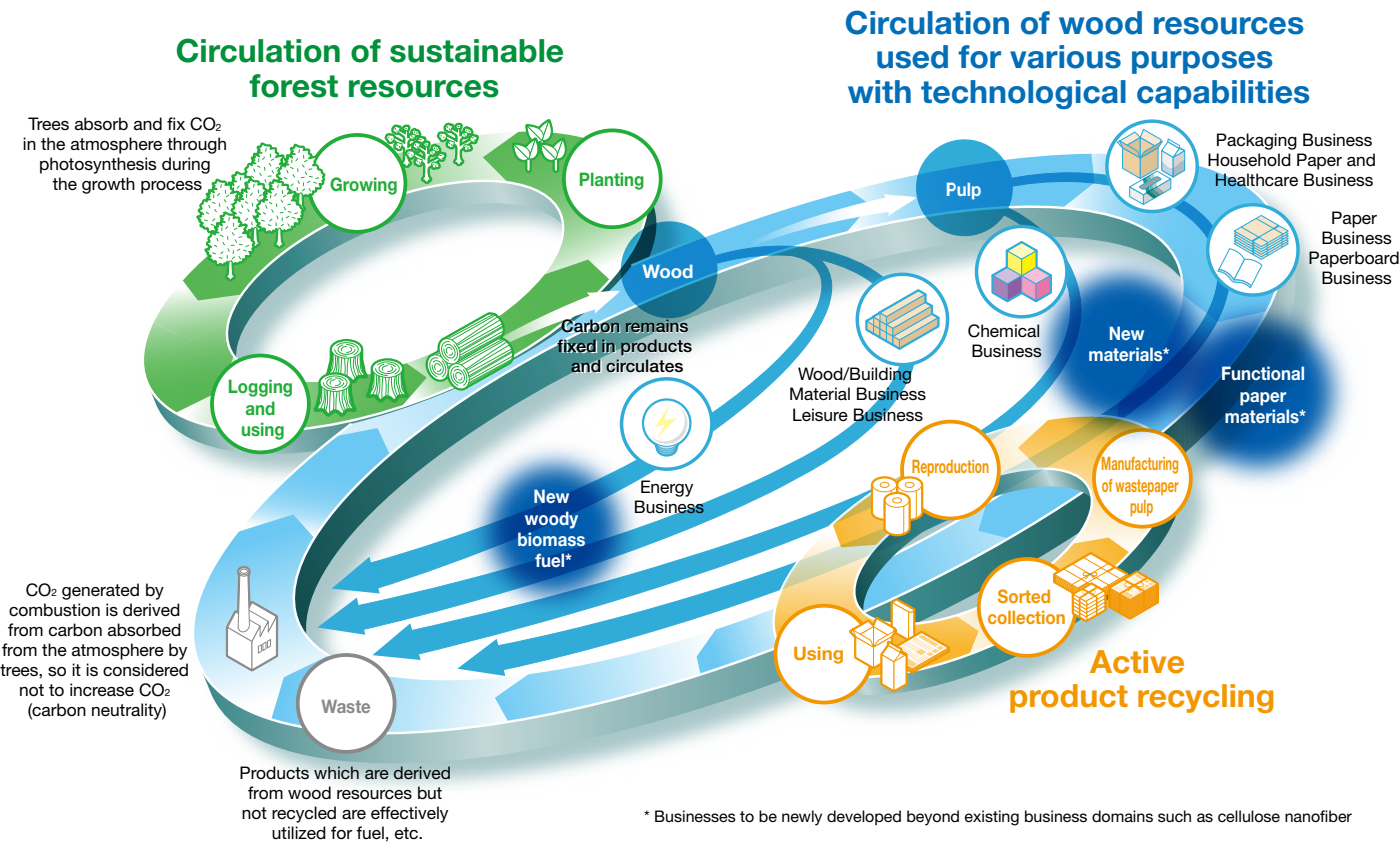 Circulation of sustainable
forest resources
Trees absorb and fix CO₂
in the atmosphere through
photosynthesis during
the growth process
Growing
Planting
Logging
and
using
Circulation of wood resources
used for various purposes
with technological capabilities
Wood
Carbon remains
fixed in products
and circulates
Pulp
Packaging Business
Household Paper and
Healthcare Business
Paper
Business
Paperboard
Business
Chemical
Business
New
materials*
Functional
paper
materials*
Wood/Building
Material Business
Leisure Business
Energy
Business
New
woody
biomass
fuel*
Reproduction
Manufacturing
of wastepaper
pulp
Sorted
collection
Using
Active
product recycling
CO₂ generated by
combustion is derived
from carbon absorbed
from the atmosphere by
trees, so it is considered
not to increase CO₂
(carbon neutrality)
Waste
Products which are derived
from wood resources but
not recycled are effectively
utilized for fuel, etc.
* Businesses to be newly developed beyond existing business domains such as cellulose nanofiber